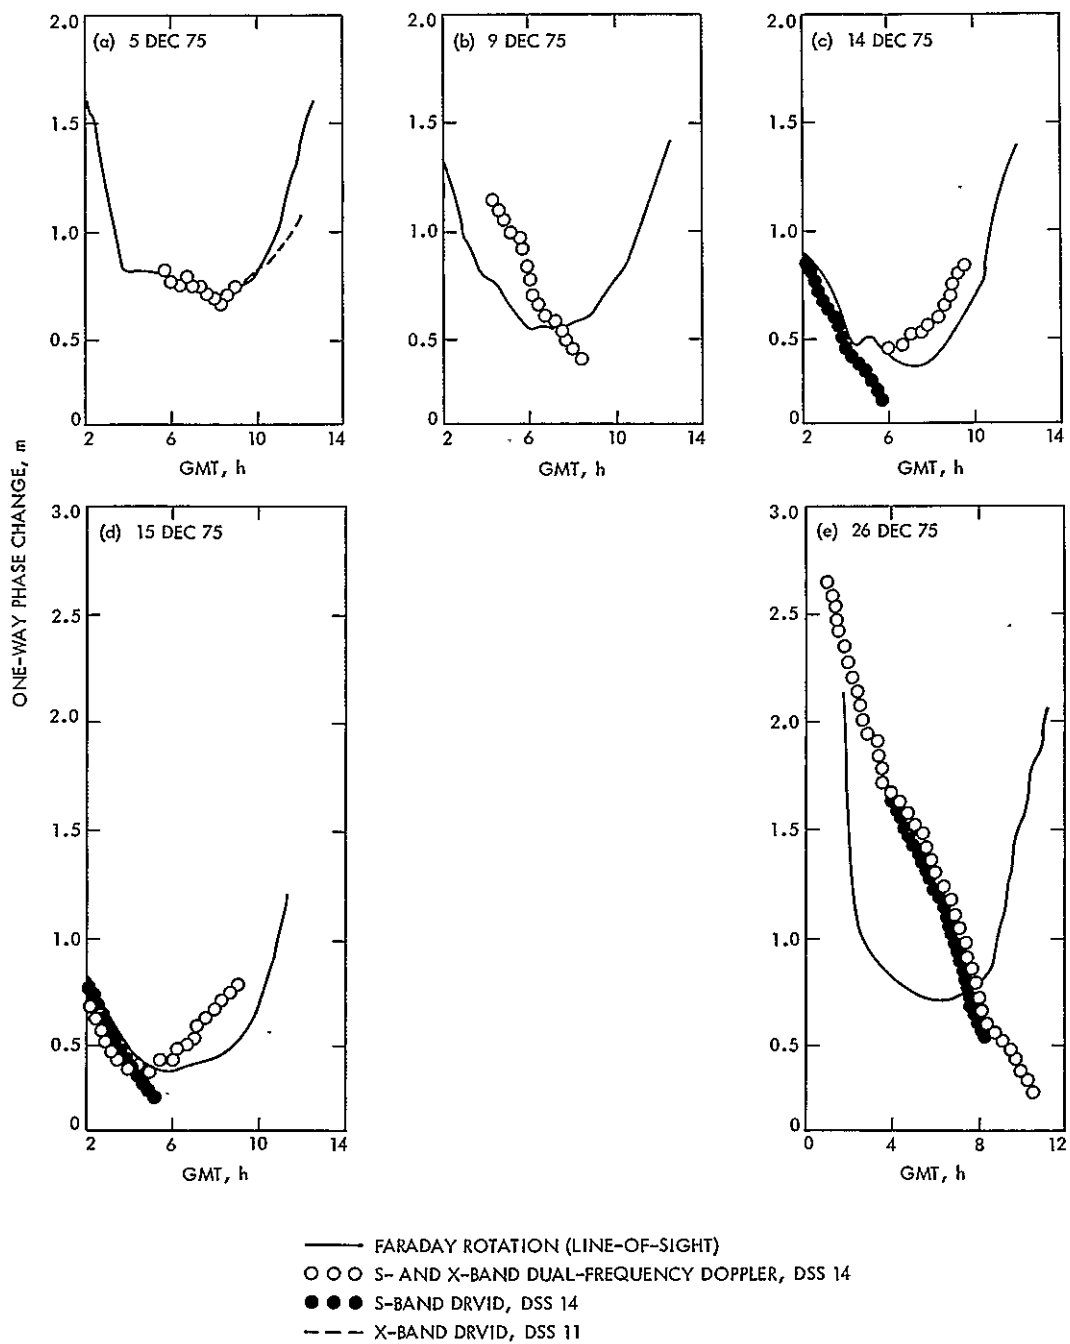 (a) 5 DEC 75
2.0
1.5
1.0
0.5
0
2 6 10 14
GMT, h
(b) 9 DEC 75
2.0
1.5
1.0
0.5
0
2 6 10 14
GMT, h
(c) 14 DEC 75
2.0
1.5
1.0
0.5
0
2 6 10 14
GMT, h
ONE-WAY PHASE CHANGE, m
(d) 15 DEC 75
3.0
2.5
2.0
1.5
1.0
0.5
0
2 6 10 14
GMT, h
(e) 26 DEC 75
3.0
2.5
2.0
1.5
1.0
0.5
0
0 4 8 12
GMT, h
FARADAY ROTATION (LINE-OF-SIGHT)
S- AND X-BAND DUAL-FREQUENCY DOPPLER, DSS 14
S-BAND DRVID, DSS 14
X-BAND DRVID, DSS 11